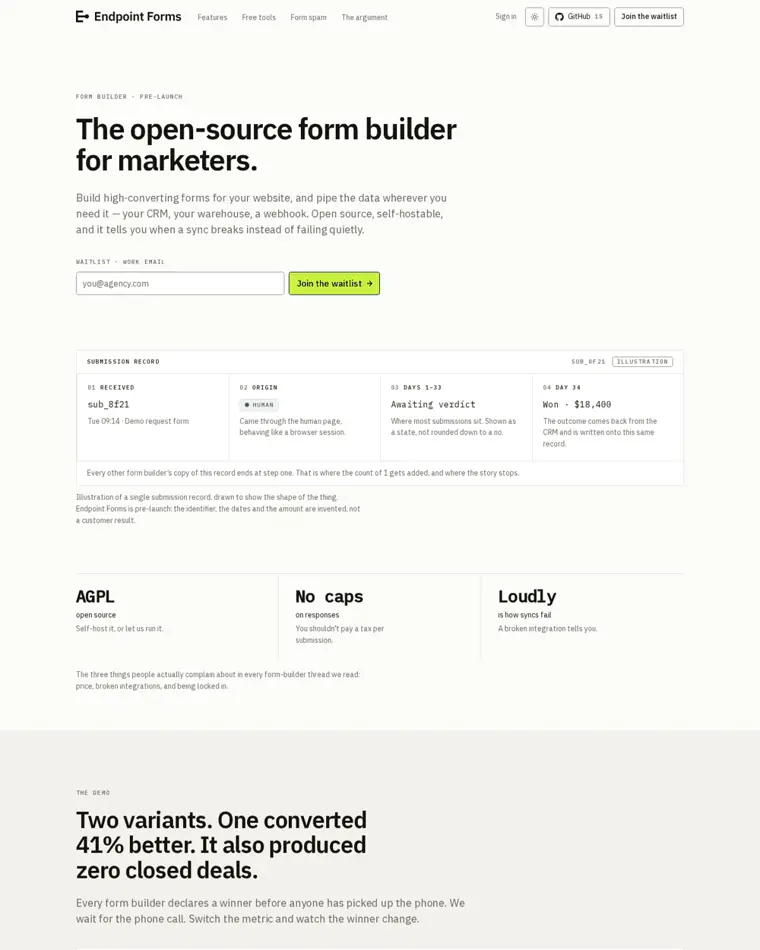 Endpoint Forms Features Free tools Form spam The argument Sign in GitHub 15 Join the waitlist
FORM BUILDER · PRE-LAUNCH
The open-source form builder
for marketers.
Build high-converting forms for your website, and pipe the data wherever you
need it — your CRM, your warehouse, a webhook. Open source, self-hostable,
and it tells you when a sync breaks instead of failing quietly.
WAITLIST · WORK EMAIL
you@agency.com Join the waitlist →
SUBMISSION RECORD SUB_8F21 ILLUSTRATION
01 RECEIVED
sub_8f21
Tue 09:14 · Demo request form
02 ORIGIN
HUMAN
Came through the human page,
behaving like a browser session.
03 DAYS 1–33
Awaiting verdict
Where most submissions sit. Shown as
a state, not rounded down to a no.
04 DAY 34
Won · $18,400
The outcome comes back from the
CRM and is written onto this same
record.
Every other form builder's copy of this record ends at step one. That is where the count of 1 gets added, and where the story stops.
Illustration of a single submission record, drawn to show the shape of the thing.
Endpoint Forms is pre-launch: the identifier, the dates and the amount are invented, not
a customer result.
AGPL
open source
Self-host it, or let us run it.
No caps
on responses
You shouldn't pay a tax per
submission.
Loudly
is how syncs fail
A broken integration tells you.
The three things people actually complain about in every form-builder thread we read:
price, broken integrations, and being locked in.
THE DEMO
Two variants. One converted
41% better. It also produced
zero closed deals.
Every form builder declares a winner before anyone has picked up the phone. We
wait for the phone call. Switch the metric and watch the winner change.